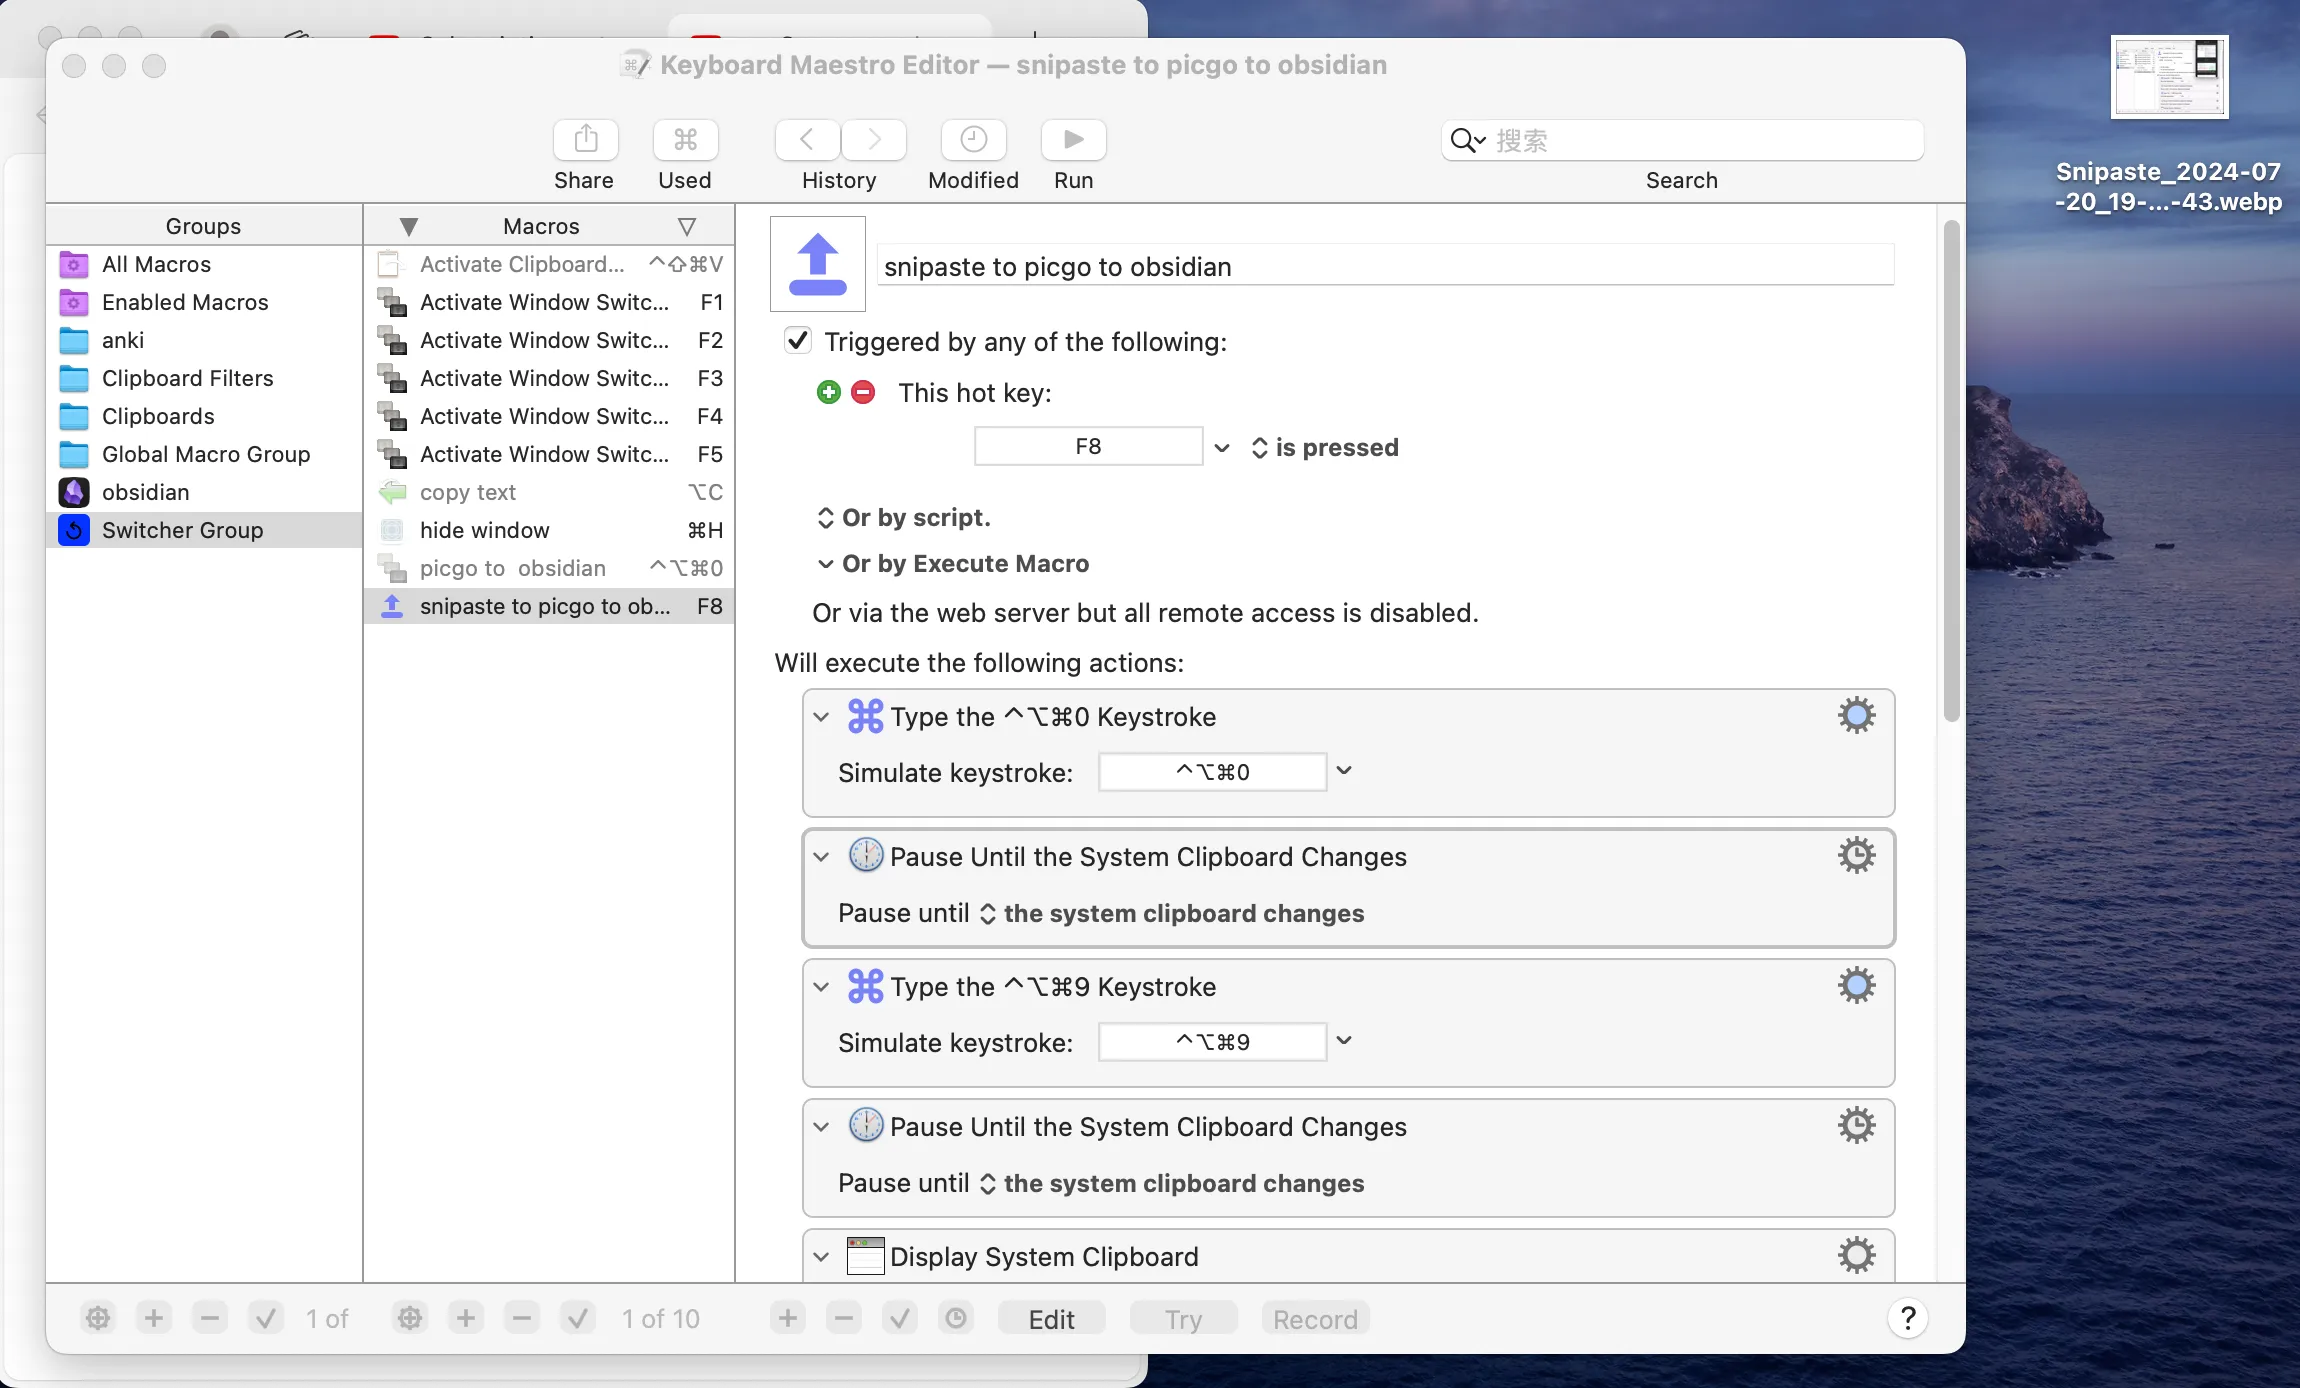 Keyboard Maestro Editor — snipaste to picgo to obsidian
Share
Used
History
Modified
Run
搜索
Search
Snipaste_2024-07
-20_19-...-43.webp
Groups
All Macros
Enabled Macros
anki
Clipboard Filters
Clipboards
Global Macro Group
obsidian
Switcher Group
Macros
Activate Clipboard... ^⇧⌘V
Activate Window Switc... F1
Activate Window Switc... F2
Activate Window Switc... F3
Activate Window Switc... F4
Activate Window Switc... F5
copy text ⌥C
hide window ⌘H
picgo to  obsidian ^⌥⌘0
snipaste to picgo to ob... F8
snipaste to picgo to obsidian
Triggered by any of the following:
This hot key:
F8
is pressed
Or by script.
Or by Execute Macro
Or via the web server but all remote access is disabled.
Will execute the following actions:
Type the ^⌥⌘0 Keystroke
Simulate keystroke: ^⌥⌘0
Pause Until the System Clipboard Changes
Pause until the system clipboard changes
Type the ^⌥⌘9 Keystroke
Simulate keystroke: ^⌥⌘9
Pause Until the System Clipboard Changes
Pause until the system clipboard changes
Display System Clipboard
1 of
1 of 10
Edit
Try
Record
?